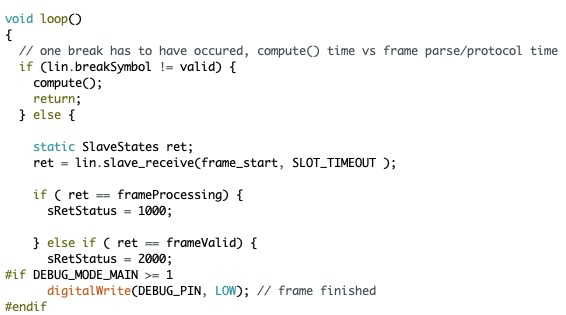 void loop()
{
  // one break has to have occured, compute() time vs frame parse/protocol time
  if (lin.breakSymbol != valid) {
    compute();
    return;
  } else {
    static SlaveStates ret;
    ret = lin.slave_receive(frame_start, SLOT_TIMEOUT );
    if ( ret == frameProcessing) {
      sRetStatus = 1000;
    } else if ( ret == frameValid) {
      sRetStatus = 2000;
#if DEBUG_MODE_MAIN >= 1
      digitalWrite(DEBUG_PIN, LOW); // frame finished
#endif